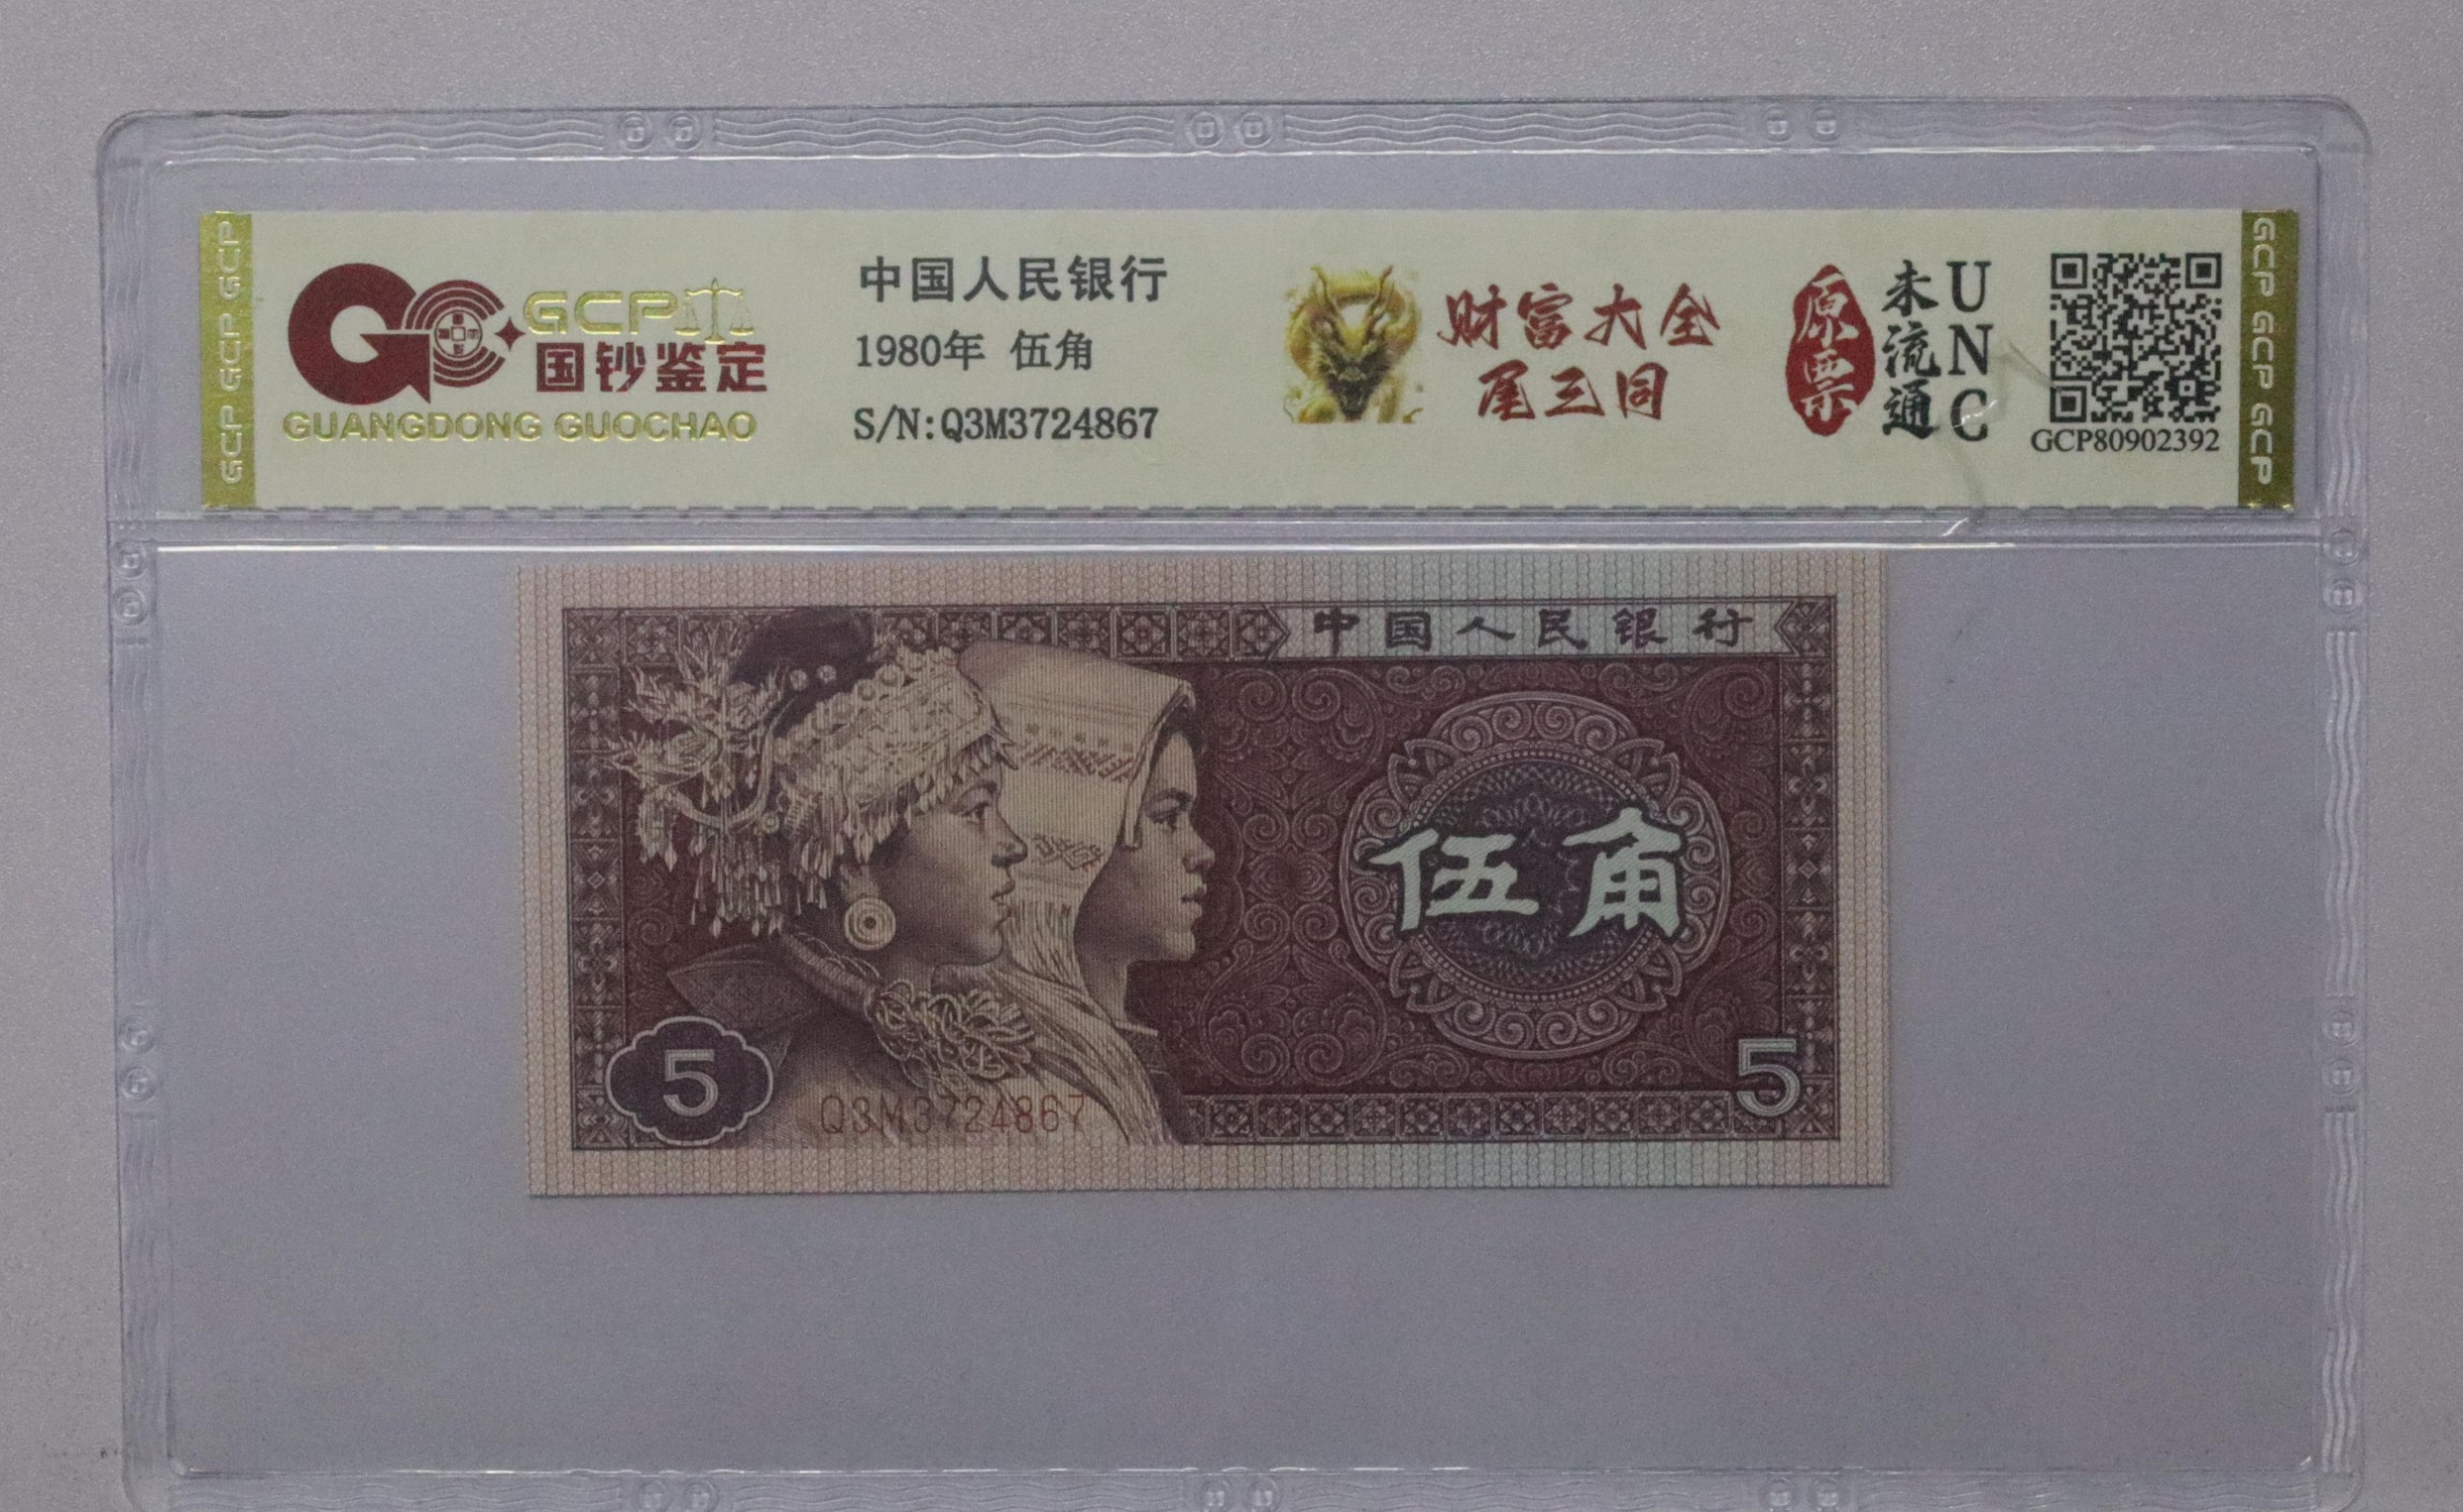 GCP GCP GCP
GCP
国钞鉴定
GUANGDONG GUOCHAO
中国人民银行
1980年 伍角
S/N:Q3M3724867
财富大全
尾三同
原票
未流通
UNC
GCP80902392
GCP GCP GCP
中国人民银行
伍角
5
Q3M3724867
5